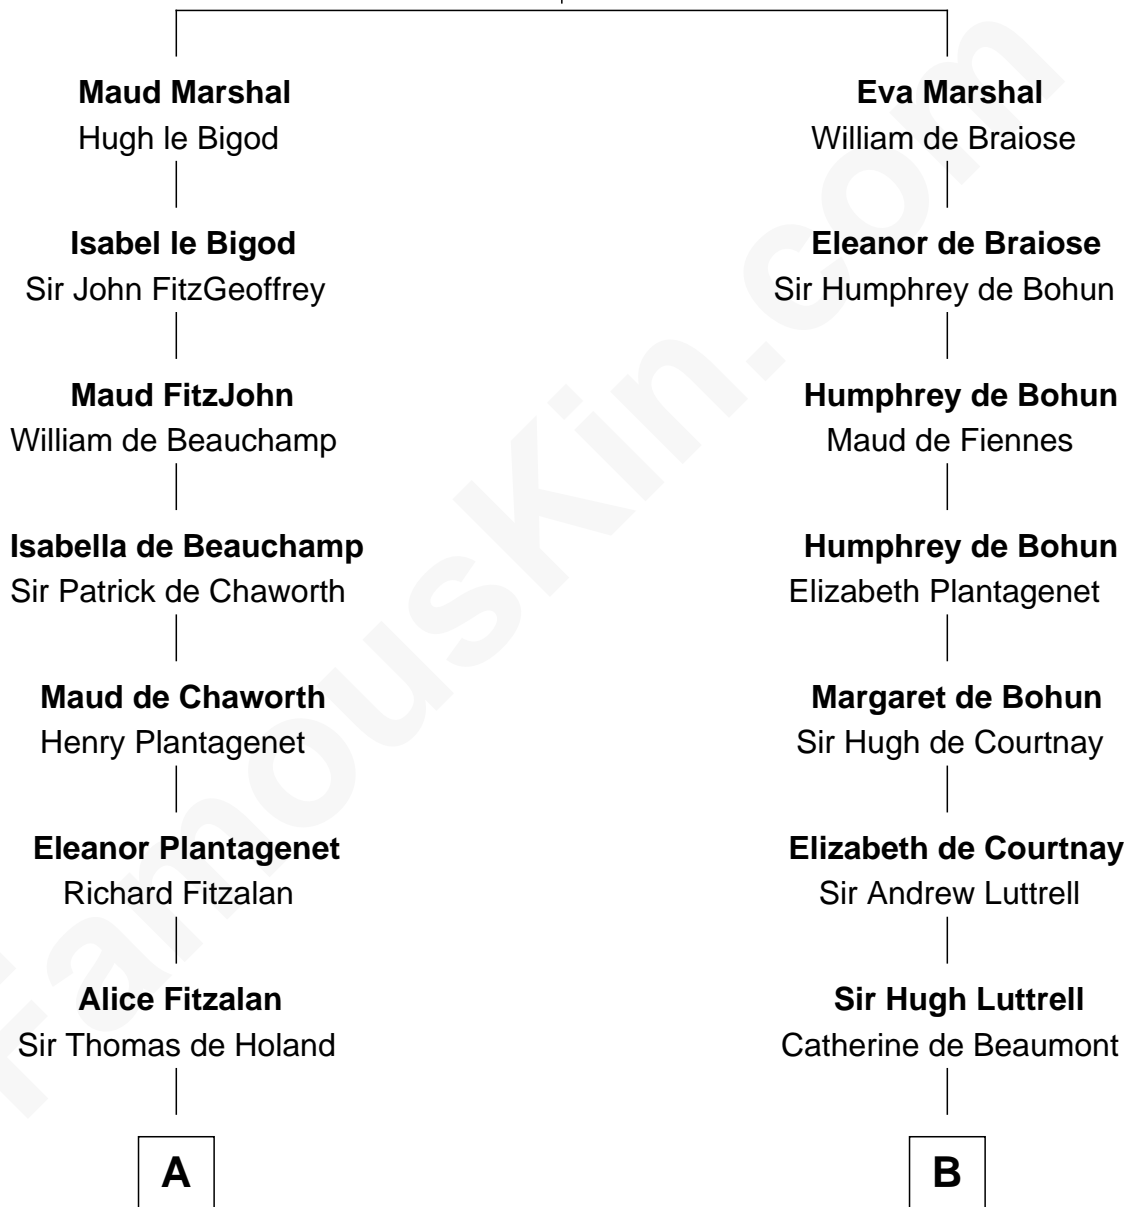 Maud Marshal
Hugh le Bigod
Isabel le Bigod
Sir John FitzGeoffrey
Maud FitzJohn
William de Beauchamp
Isabella de Beauchamp
Sir Patrick de Chaworth
Maud de Chaworth
Henry Plantagenet
Eleanor Plantagenet
Richard Fitzalan
Alice Fitzalan
Sir Thomas de Holand
A
Eva Marshal
William de Braiose
Eleanor de Braiose
Sir Humphrey de Bohun
Humphrey de Bohun
Maud de Fiennes
Humphrey de Bohun
Elizabeth Plantagenet
Margaret de Bohun
Sir Hugh de Courtnay
Elizabeth de Courtnay
Sir Andrew Luttrell
Sir Hugh Luttrell
Catherine de Beaumont
B
FamousKin.com